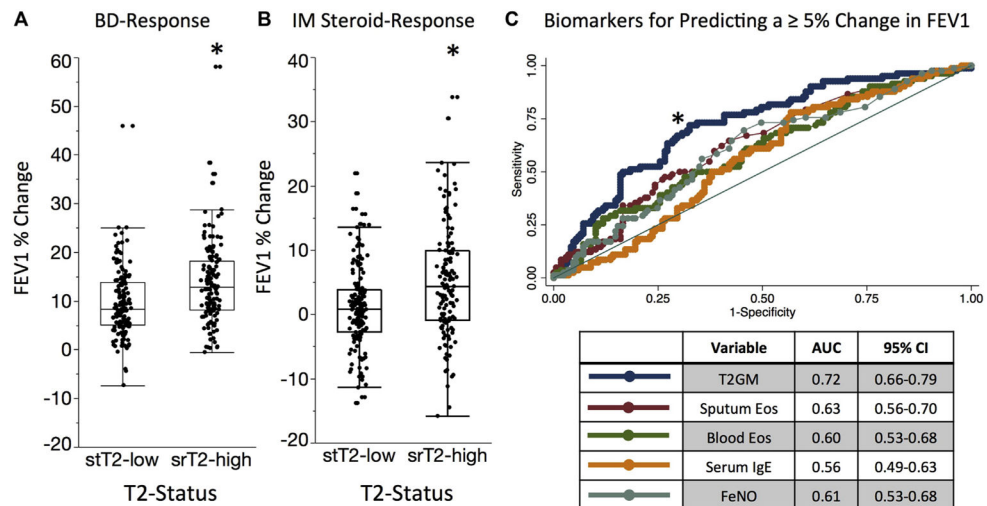 A BD-Response
FEV1 % Change
60
50
40
30
20
10
0
-10
-20
*
stT2-low srT2-high
T2-Status
B IM Steroid-Response
FEV1 % Change
40
30
20
10
0
-10
-20
*
stT2-low srT2-high
T2-Status
C Biomarkers for Predicting a ≥ 5% Change in FEV1
Sensitivity
1.00
0.75
0.50
0.25
0.00
*
0.00 0.25 0.50 0.75 1.00
1-Specificity
Variable AUC 95% CI
T2GM 0.72 0.66-0.79
Sputum Eos 0.63 0.56-0.70
Blood Eos 0.60 0.53-0.68
Serum IgE 0.56 0.49-0.63
FeNO 0.61 0.53-0.68